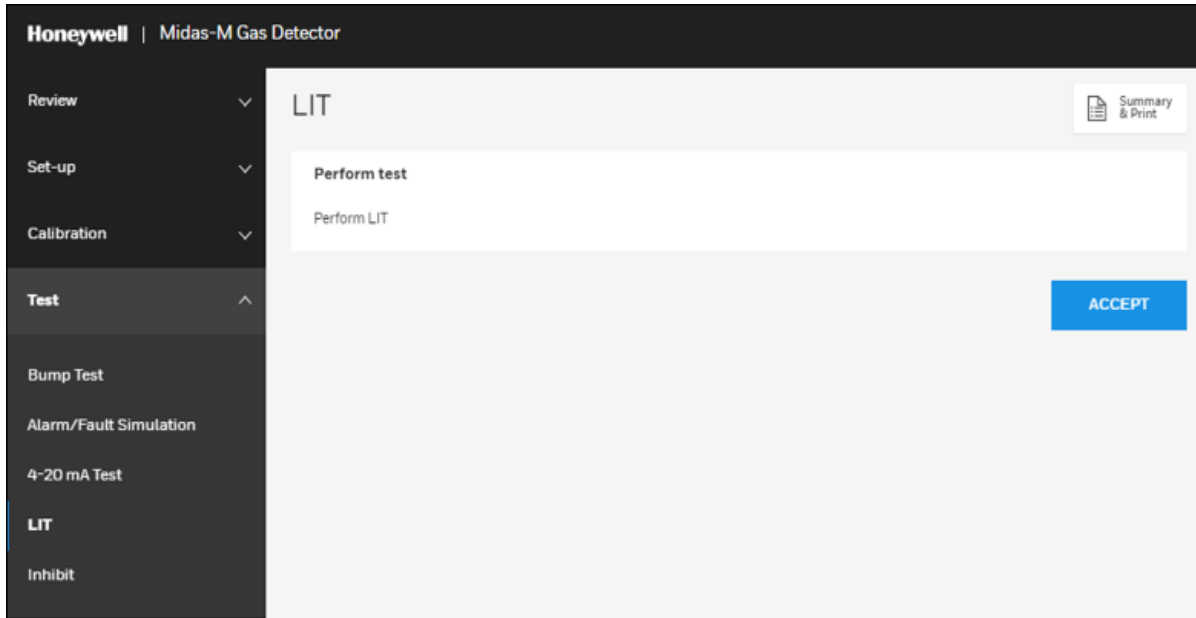 Honeywell | Midas-M Gas Detector
Review
Set-up
Calibration
Test
Bump Test
Alarm/Fault Simulation
4-20 mA Test
LIT
Inhibit
LIT
Summary
& Print
Perform test
Perform LIT
ACCEPT